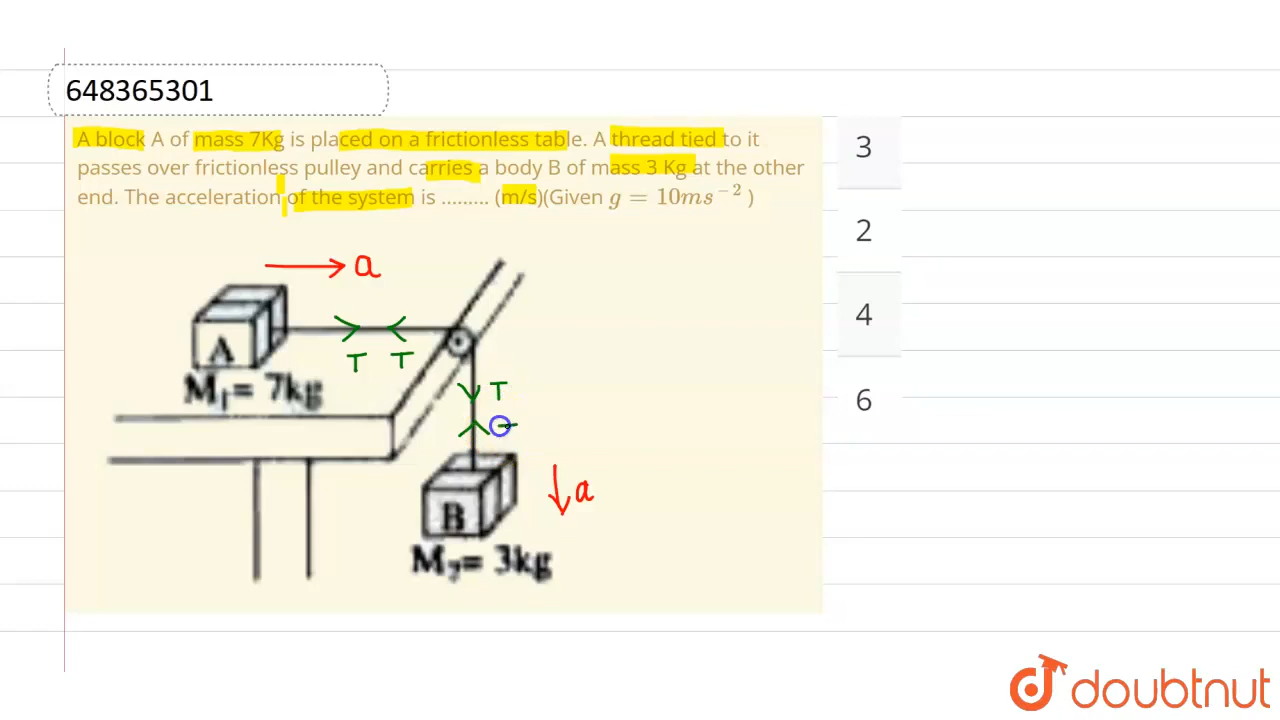 648365301
A block A of mass 7Kg is placed on a frictionless table. A thread tied to it
passes over frictionless pulley and carries a body B of mass 3 Kg at the other
end. The acceleration of the system is ......... (m/s)(Given g = 10ms⁻² )
3
2
4
6
a
A
T T
M₁= 7kg
T
a
B
M₂= 3kg
doubtnut